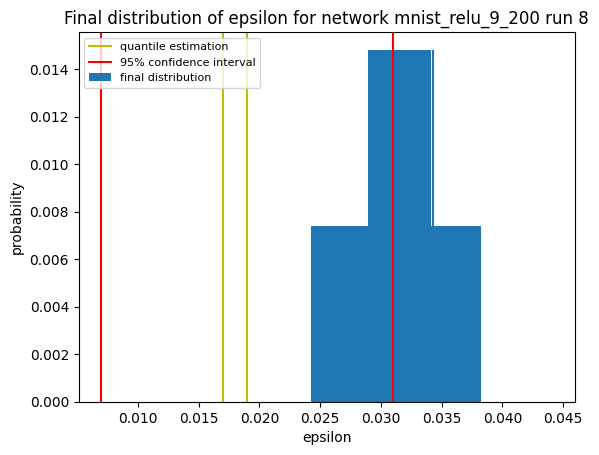 Final distribution of epsilon for network mnist_relu_9_200 run 8
quantile estimation
95% confidence interval
final distribution
0.014
0.012
0.010
0.008
0.006
0.004
0.002
0.000
probability
0.010 0.015 0.020 0.025 0.030 0.035 0.040 0.045
epsilon